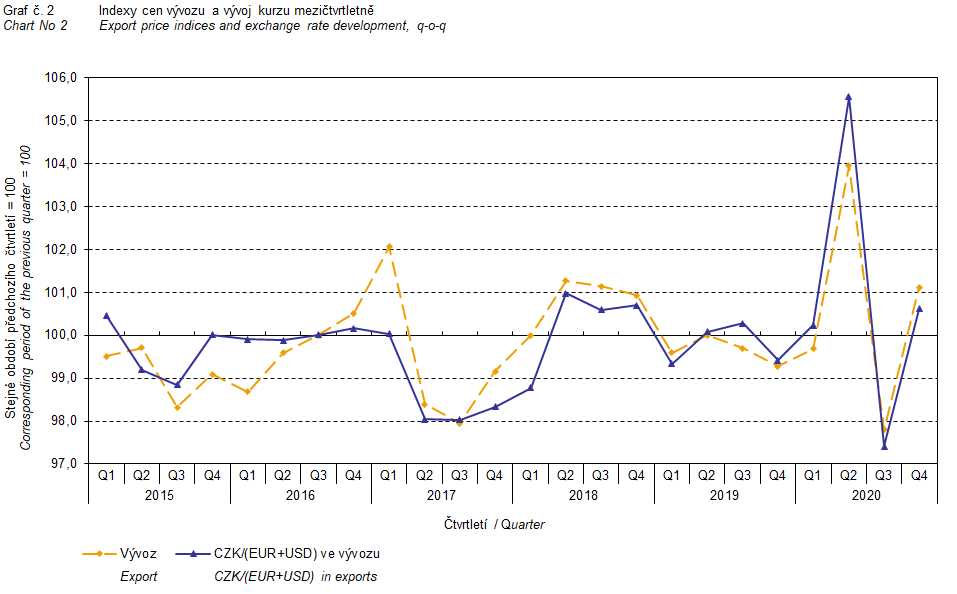 Graf č. 2 Indexy cen vývozu a vývoj kurzu mezičtvrtletně
Chart No 2 Export price indices and exchange rate development, q-o-q
Stejné období předchozího čtvrtletí = 100
Corresponding period of the previous quarter = 100
106,0
105,0
104,0
103,0
102,0
101,0
100,0
99,0
98,0
97,0
Q1 Q2 Q3 Q4 Q1 Q2 Q3 Q4 Q1 Q2 Q3 Q4 Q1 Q2 Q3 Q4 Q1 Q2 Q3 Q4 Q1 Q2 Q3 Q4
2015 2016 2017 2018 2019 2020
Čtvrtletí / Quarter
Vývoz CZK/(EUR+USD) ve vývozu
Export CZK/(EUR+USD) in exports